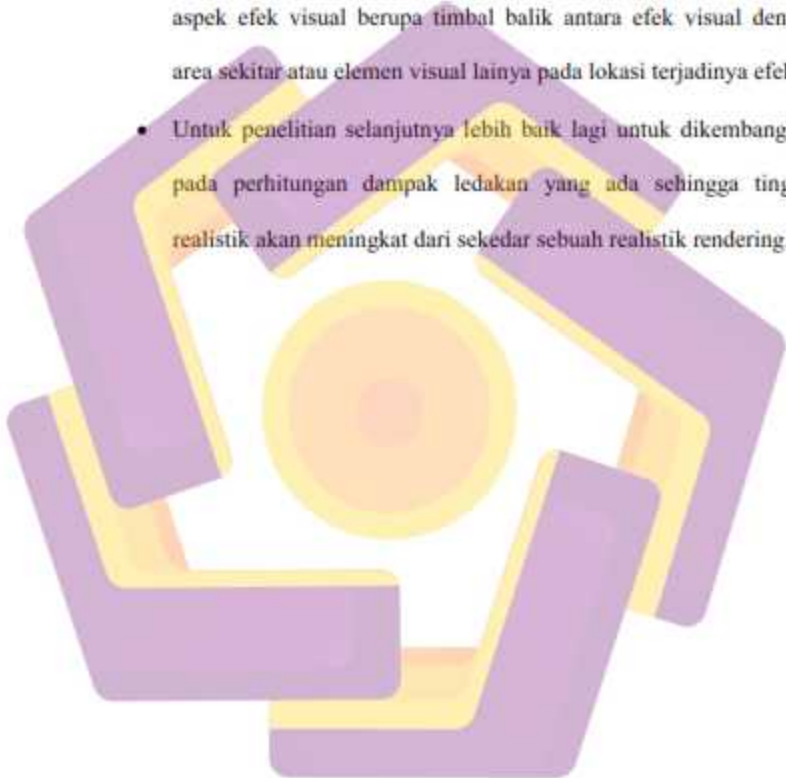 aspek efek visual berupa timbal balik antara efek visual den
area sekitar atau elemen visual lainya pada lokasi terjadinya efel
• Untuk penelitian selanjutnya lebih baik lagi untuk dikembang
pada perhitungan dampak ledakan yang ada sehingga ting
realistik akan meningkat dari sekedar sebuah realistik rendering